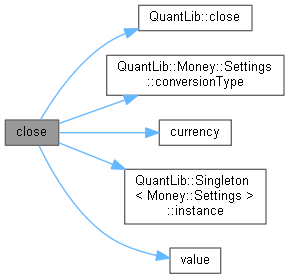 QuantLib::close
QuantLib::Money::Settings
::conversionType
close
currency
QuantLib::Singleton
< Money::Settings >
::instance
value